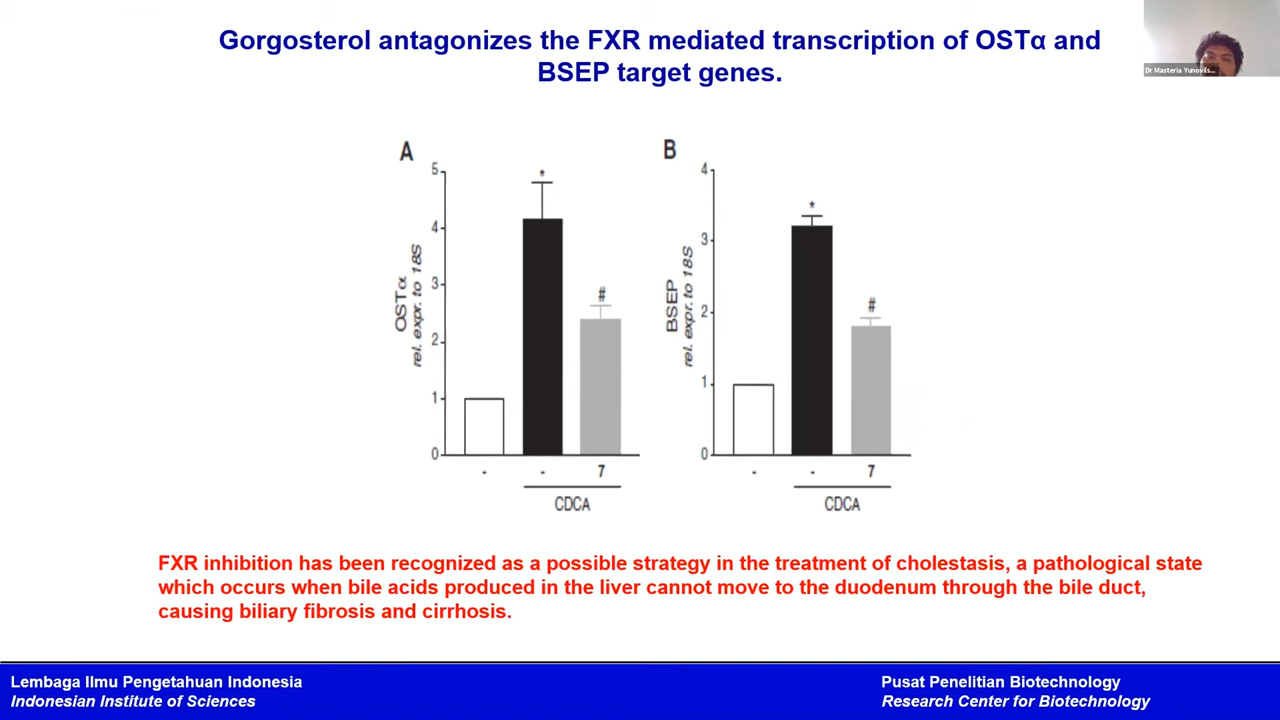 Gorgosterol antagonizes the FXR mediated transcription of OSTα and
BSEP target genes.
Dr Masteria Yunovils...
A
5
4
3
2
1
0
OSTα
rel. expr. to 18S
*
#
- - 7
CDCA
B
4
3
2
1
0
BSEP
rel. expr. to 18S
*
#
- - 7
CDCA
FXR inhibition has been recognized as a possible strategy in the treatment of cholestasis, a pathological state
which occurs when bile acids produced in the liver cannot move to the duodenum through the bile duct,
causing biliary fibrosis and cirrhosis.
Lembaga Ilmu Pengetahuan Indonesia
Indonesian Institute of Sciences
Pusat Penelitian Biotechnology
Research Center for Biotechnology